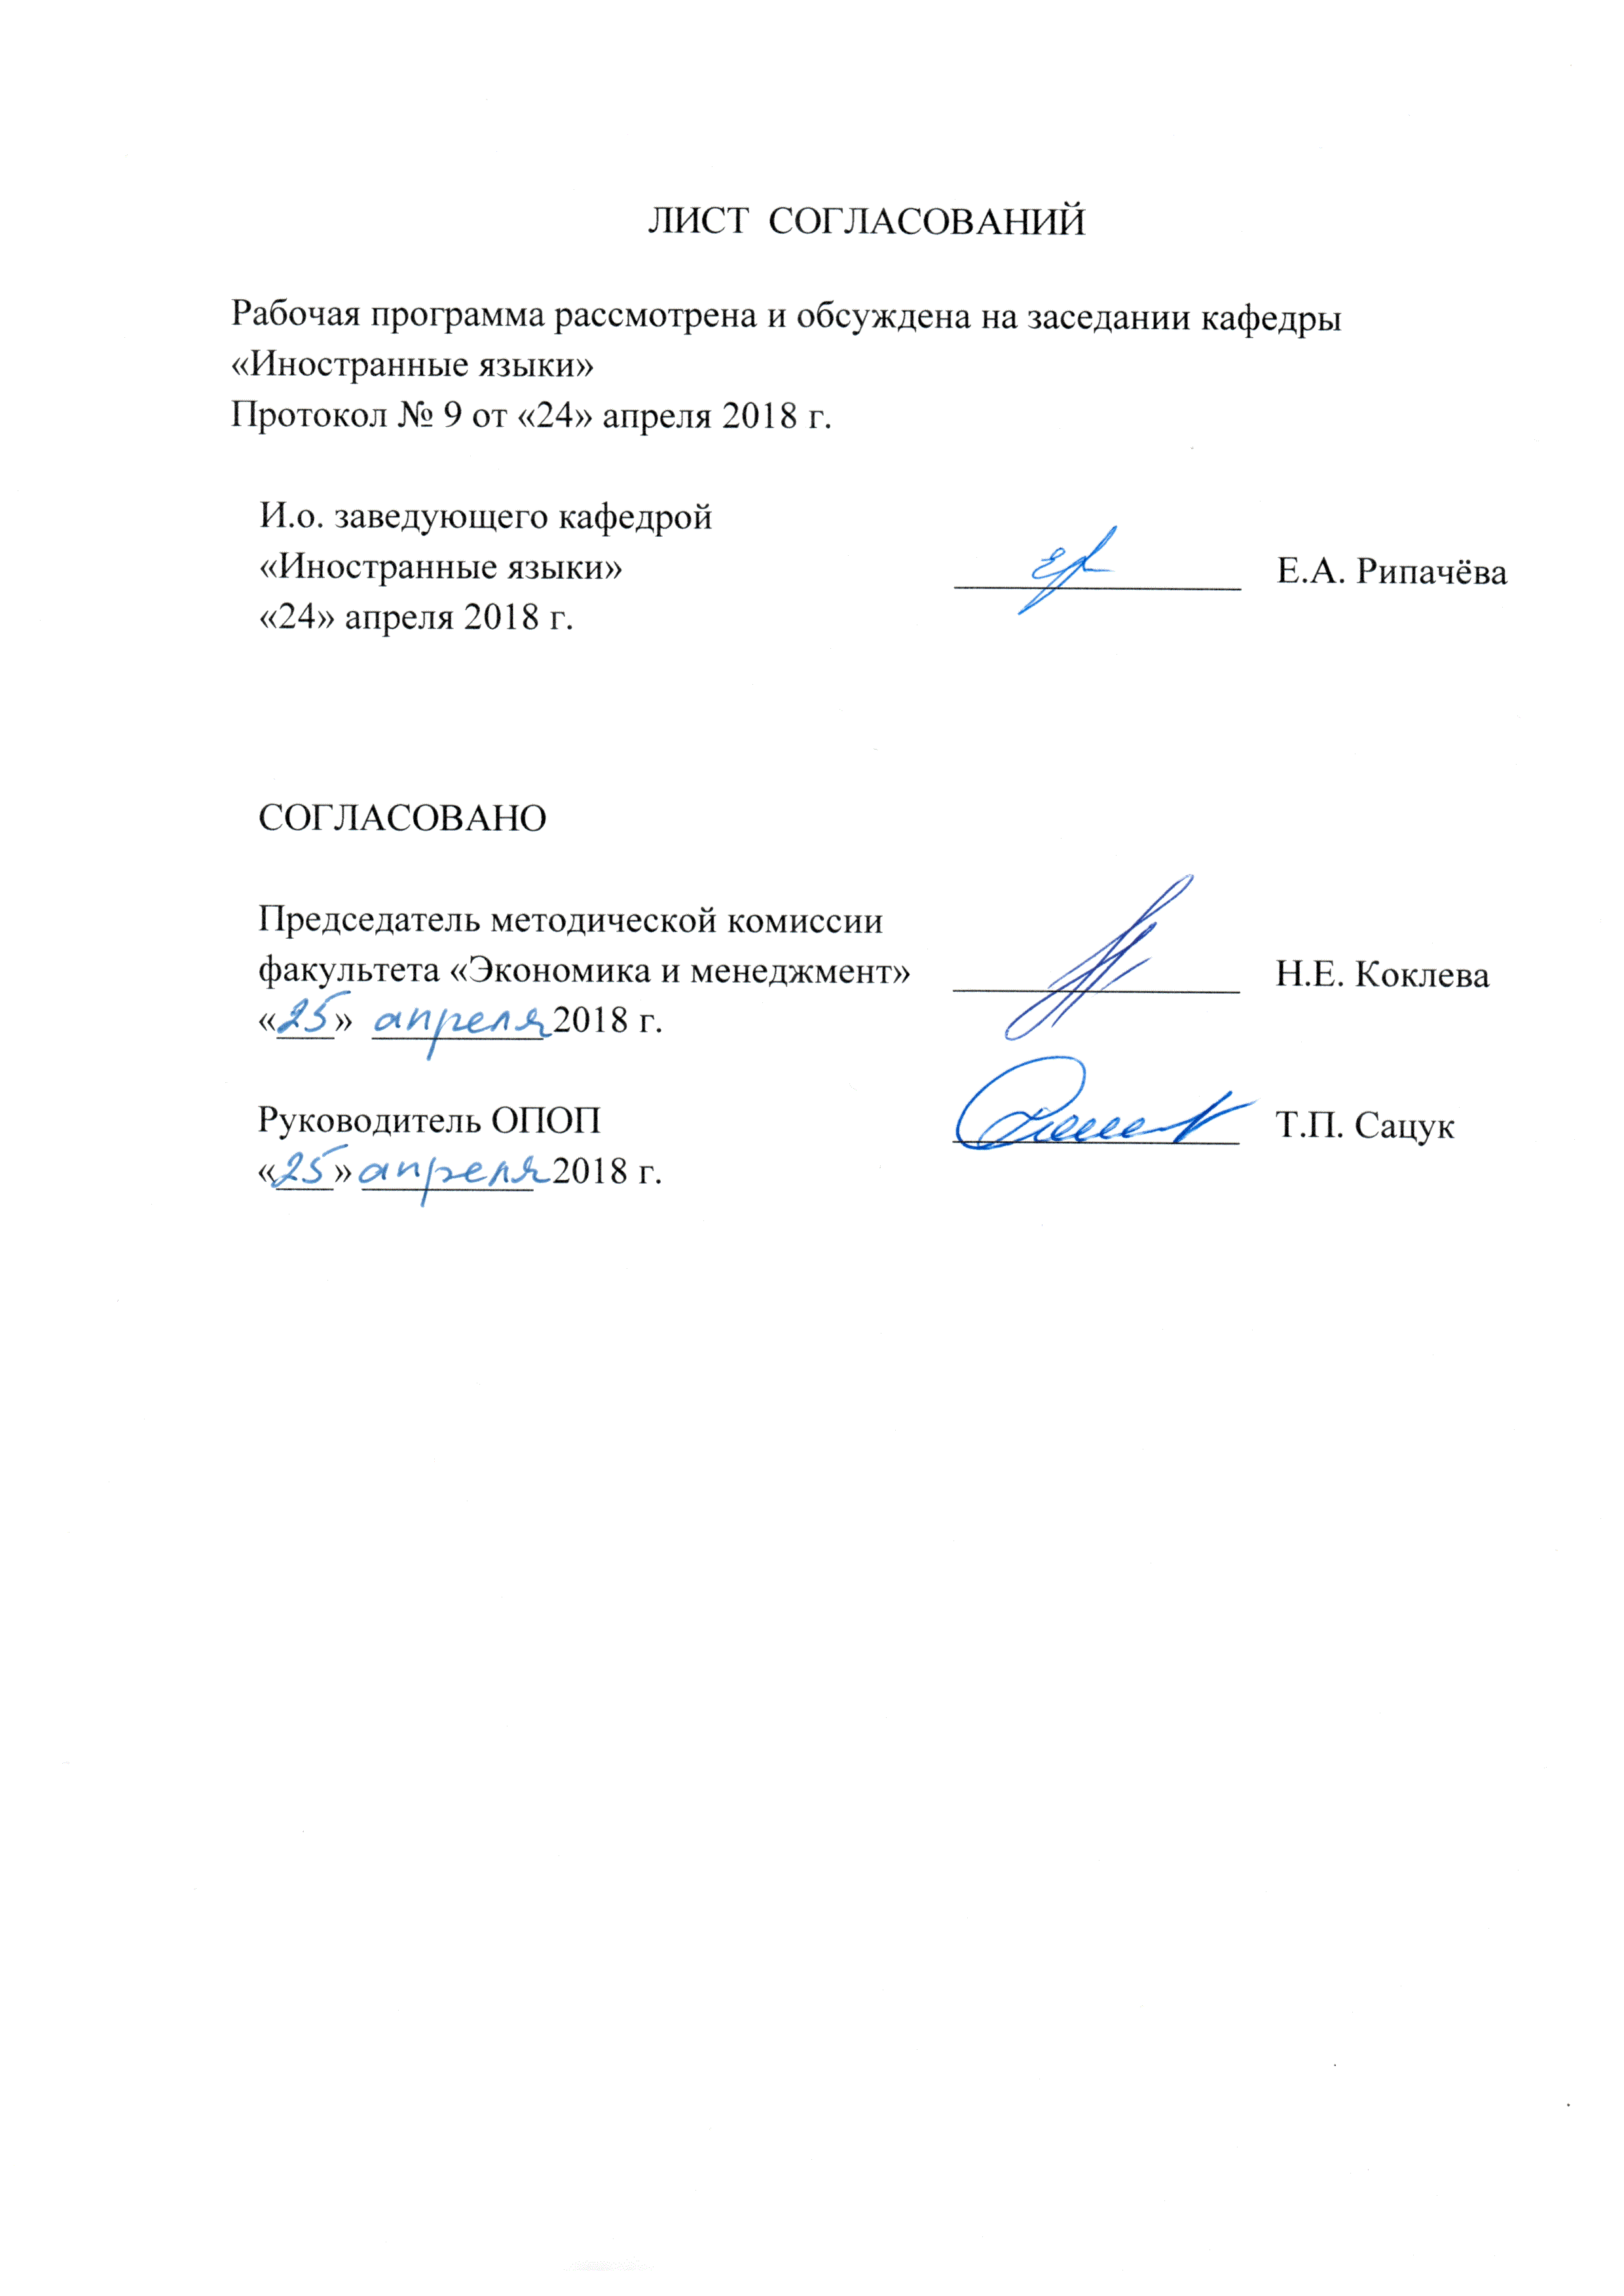 ЛИСТ СОГЛАСОВАНИЙ
Рабочая программа рассмотрена и обсуждена на заседании кафедры
«Иностранные языки»
Протокол № 9 от «24» апреля 2018 г.
И.о. заведующего кафедрой
«Иностранные языки» Е.А. Рипачёва
«24» апреля 2018 г.
СОГЛАСОВАНО
Председатель методической комиссии
факультета «Экономика и менеджмент» Н.Е. Коклева
«25» апреля 2018 г.
Руководитель ОПОП Т.П. Сацук
«25» апреля 2018 г.